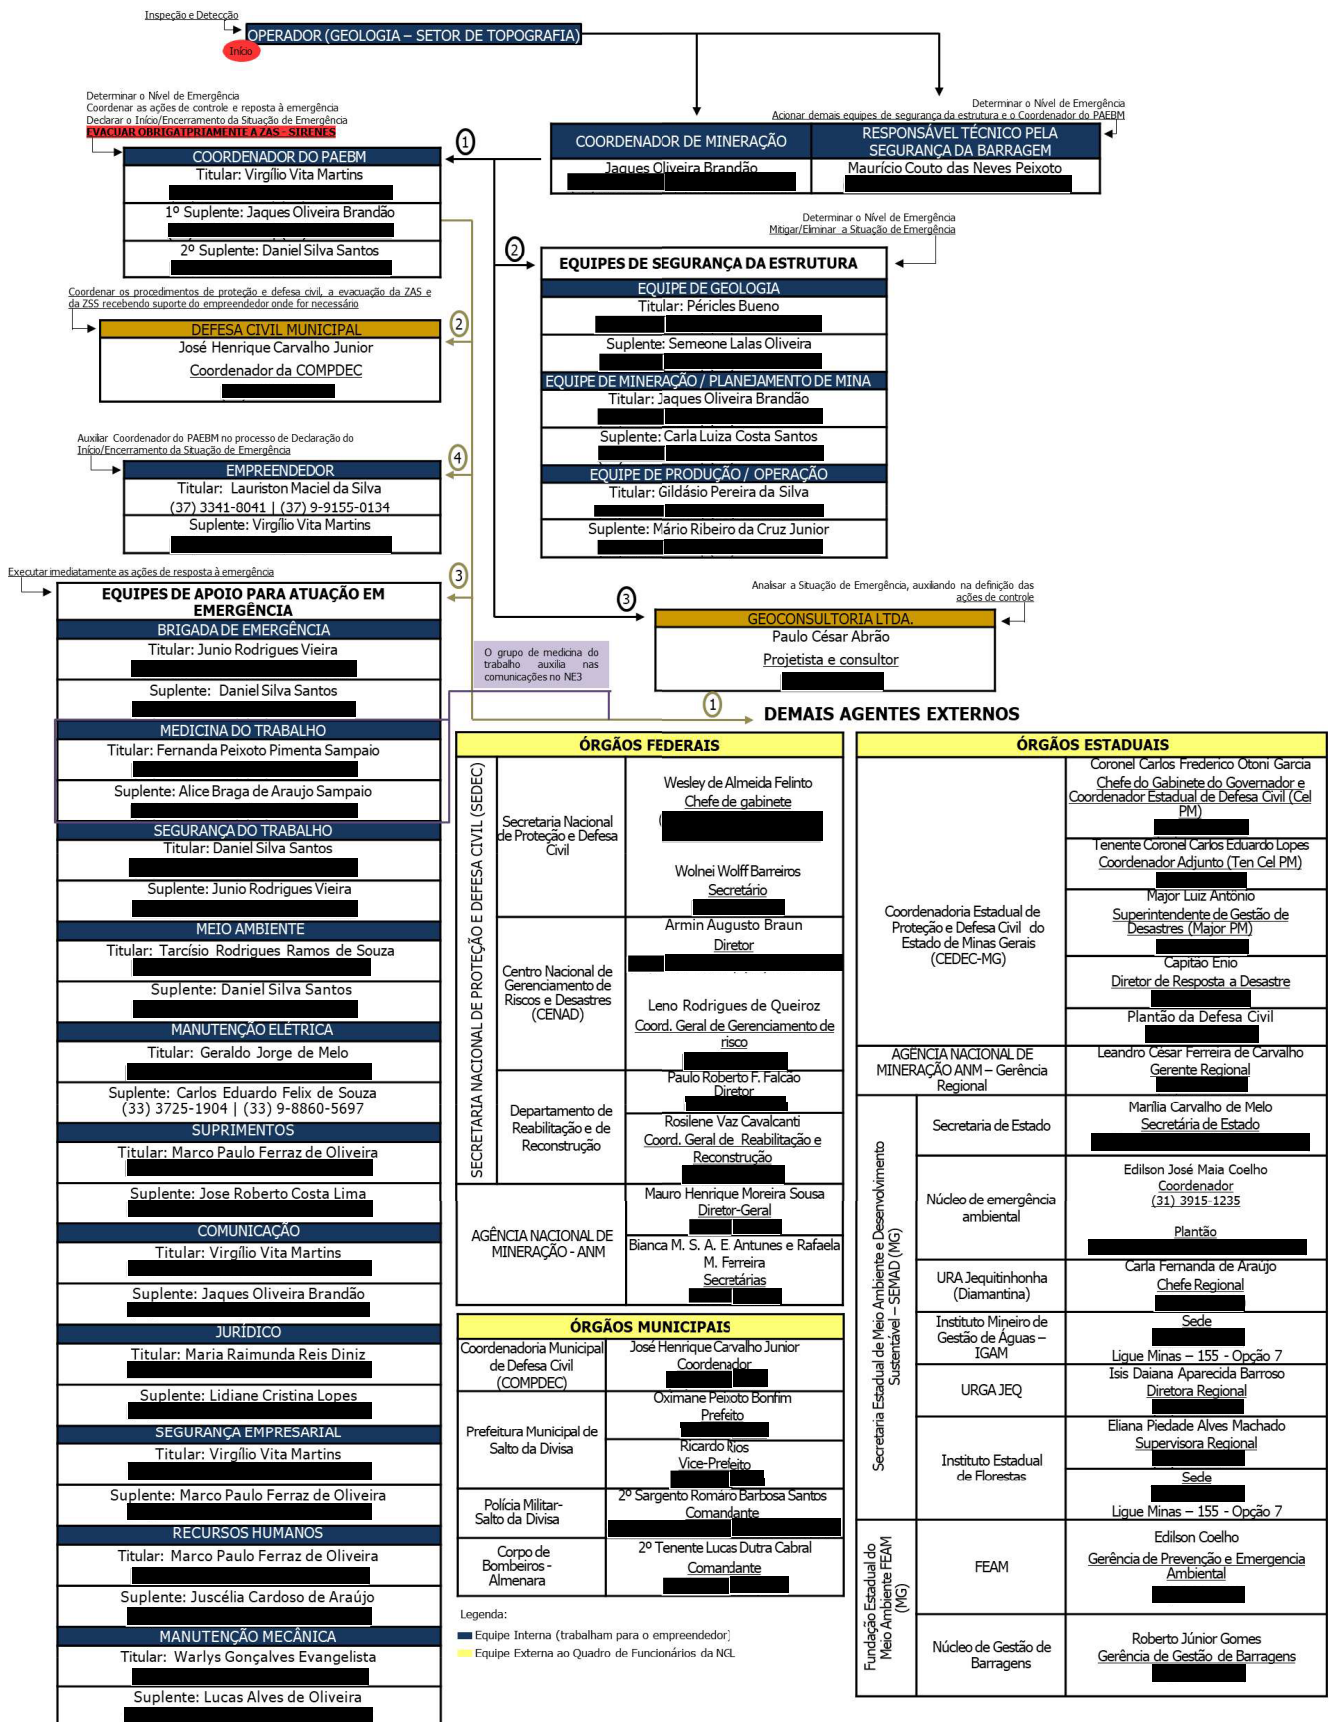 Inspeção e Detecção
OPERADOR (GEOLOGIA – SETOR DE TOPOGRAFIA)
Início
Determinar o Nível de Emergência
Coordenar as ações de controle e reposta à emergência
Declarar o Início/Encerramento da Situação de Emergência
EVACUAR OBRIGATPRIAMENTE A ZAS - SIRENES
COORDENADOR DO PAEBM
Titular: Virgílio Vita Martins
1º Suplente: Jaques Oliveira Brandão
2º Suplente: Daniel Silva Santos
1
Determinar o Nível de Emergência
Acionar demais equipes de segurança da estrutura e o Coordenador do PAEBM
COORDENADOR DE MINERAÇÃO
Jaques Oliveira Brandão
RESPONSÁVEL TÉCNICO PELA
SEGURANÇA DA BARRAGEM
Maurício Couto das Neves Peixoto
Determinar o Nível de Emergência
Mitigar/Eliminar a Situação de Emergência
2
EQUIPES DE SEGURANÇA DA ESTRUTURA
EQUIPE DE GEOLOGIA
Titular: Péricles Bueno
Suplente: Semeone Lalas Oliveira
EQUIPE DE MINERAÇÃO / PLANEJAMENTO DE MINA
Titular: Jaques Oliveira Brandão
Suplente: Carla Luiza Costa Santos
EQUIPE DE PRODUÇÃO / OPERAÇÃO
Titular: Gildásio Pereira da Silva
Suplente: Mário Ribeiro da Cruz Junior
Coordenar os procedimentos de proteção e defesa civil, a evacuação da ZAS e
da ZSS recebendo suporte do empreendedor onde for necessário
DEFESA CIVIL MUNICIPAL
José Henrique Carvalho Junior
Coordenador da COMPDEC
2
Auxiliar Coordenador do PAEBM no processo de Declaração do
Início/Encerramento da Situação de Emergência
EMPREENDEDOR
Titular: Lauriston Maciel da Silva
(37) 3341-8041 | (37) 9-9155-0134
Suplente: Virgílio Vita Martins
4
Executar imediatamente as ações de resposta à emergência
3
Analisar a Situação de Emergência, auxiliando na definição das
ações de controle
3
GEOCONSULTORIA LTDA.
Paulo César Abrão
Projetista e consultor
EQUIPES DE APOIO PARA ATUAÇÃO EM
EMERGÊNCIA
BRIGADA DE EMERGÊNCIA
Titular: Junio Rodrigues Vieira
Suplente: Daniel Silva Santos
MEDICINA DO TRABALHO
Titular: Fernanda Peixoto Pimenta Sampaio
Suplente: Alice Braga de Araujo Sampaio
SEGURANÇA DO TRABALHO
Titular: Daniel Silva Santos
Suplente: Junio Rodrigues Vieira
MEIO AMBIENTE
Titular: Tarcísio Rodrigues Ramos de Souza
Suplente: Daniel Silva Santos
MANUTENÇÃO ELÉTRICA
Titular: Geraldo Jorge de Melo
Suplente: Carlos Eduardo Felix de Souza
(33) 3725-1904 | (33) 9-8860-5697
SUPRIMENTOS
Titular: Marco Paulo Ferraz de Oliveira
Suplente: Jose Roberto Costa Lima
COMUNICAÇÃO
Titular: Virgílio Vita Martins
Suplente: Jaques Oliveira Brandão
JURÍDICO
Titular: Maria Raimunda Reis Diniz
Suplente: Lidiane Cristina Lopes
SEGURANÇA EMPRESARIAL
Titular: Virgílio Vita Martins
Suplente: Marco Paulo Ferraz de Oliveira
RECURSOS HUMANOS
Titular: Marco Paulo Ferraz de Oliveira
Suplente: Juscélia Cardoso de Araújo
MANUTENÇÃO MECÂNICA
Titular: Warlys Gonçalves Evangelista
Suplente: Lucas Alves de Oliveira
O grupo de medicina do
trabalho auxilia nas
comunicações no NE3
1
DEMAIS AGENTES EXTERNOS
ÓRGÃOS FEDERAIS
SECRETARIA NACIONAL DE PROTEÇÃO E DEFESA CIVIL (SEDEC)
Secretaria Nacional
de Proteção e Defesa
Civil
Wesley de Almeida Felinto
Chefe de gabinete
(
Wolnei Wolff Barreiros
Secretário
Centro Nacional de
Gerenciamento de
Riscos e Desastres
(CENAD)
Armin Augusto Braun
Diretor
Leno Rodrigues de Queiroz
Coord. Geral de Gerenciamento de
risco
Departamento de
Reabilitação e de
Reconstrução
Paulo Roberto F. Falcão
Diretor
Rosilene Vaz Cavalcanti
Coord. Geral de Reabilitação e
Reconstrução
AGÊNCIA NACIONAL DE
MINERAÇÃO - ANM
Mauro Henrique Moreira Sousa
Diretor-Geral
Bianca M. S. A. E. Antunes e Rafaela
M. Ferreira
Secretárias
ÓRGÃOS MUNICIPAIS
Coordenadoria Municipal
de Defesa Civil
(COMPDEC)
José Henrique Carvalho Junior
Coordenador
Prefeitura Municipal de
Salto da Divisa
Oximane Peixoto Bonfim
Prefeito
Ricardo Rios
Vice-Prefeito
Polícia Militar-
Salto da Divisa
2º Sargento Romáro Barbosa Santos
Comandante
Corpo de
Bombeiros -
Almenara
2º Tenente Lucas Dutra Cabral
Comandante
Legenda:
Equipe Interna (trabalham para o empreendedor)
Equipe Externa ao Quadro de Funcionários da NGL
ÓRGÃOS ESTADUAIS
Coordenadoria Estadual de
Proteção e Defesa Civil do
Estado de Minas Gerais
(CEDEC-MG)
Coronel Carlos Frederico Otoni Garcia
Chefe do Gabinete do Governador e
Coordenador Estadual de Defesa Civil (Cel
PM)
Tenente Coronel Carlos Eduardo Lopes
Coordenador Adjunto (Ten Cel PM)
Major Luiz Antônio
Superintendente de Gestão de
Desastres (Major PM)
Capitão Enio
Diretor de Resposta a Desastre
Plantão da Defesa Civil
AGÊNCIA NACIONAL DE
MINERAÇÃO ANM – Gerência
Regional
Leandro César Ferreira de Carvalho
Gerente Regional
Secretaria Estadual de Meio Ambiente e Desenvolvimento
Sustentável – SEMAD (MG)
Secretaria de Estado
Marília Carvalho de Melo
Secretária de Estado
Núcleo de emergência
ambiental
Edilson José Maia Coelho
Coordenador
(31) 3915-1235
Plantão
URA Jequitinhonha
(Diamantina)
Carla Fernanda de Araújo
Chefe Regional
Instituto Mineiro de
Gestão de Águas –
IGAM
Sede
Ligue Minas – 155 - Opção 7
URGA JEQ
Isis Daiana Aparecida Barroso
Diretora Regional
Instituto Estadual
de Florestas
Eliana Piedade Alves Machado
Supervisora Regional
Sede
Ligue Minas – 155 - Opção 7
Fundação Estadual do
Meio Ambiente FEAM
(MG)
FEAM
Edilson Coelho
Gerência de Prevenção e Emergencia
Ambiental
Núcleo de Gestão de
Barragens
Roberto Júnior Gomes
Gerência de Gestão de Barragens